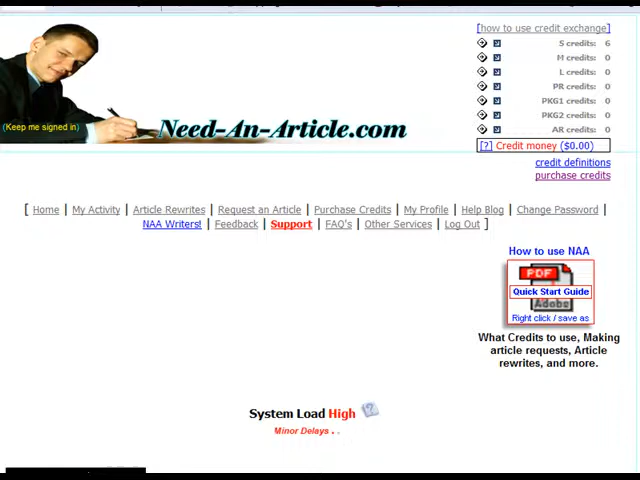 [how to use credit exchange]
S credits: 6
M credits: 0
L credits: 0
PR credits: 0
PKG1 credits: 0
PKG2 credits: 0
AR credits: 0
[?] Credit money ($0.00)
credit definitions
purchase credits
(Keep me signed in)
Need-An-Article.com
[ Home | My Activity | Article Rewrites | Request an Article | Purchase Credits | My Profile | Help Blog | Change Password |
NAA Writers! | Feedback | Support | FAQ's | Other Services | Log Out ]
How to use NAA
PDF
Quick Start Guide
Adobe
Right click / save as
What Credits to use, Making
article requests, Article
rewrites, and more.
System Load High
Minor Delays . .